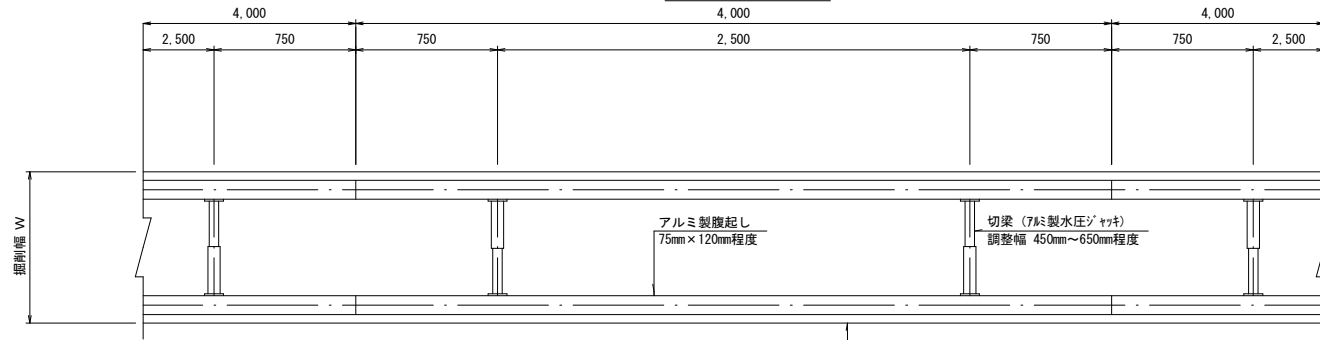 4,000 4,000 4,000
2,500 750 750 2,500 750 750 2,500
掘削幅 W
アルミ製腹起し
75mm×120mm程度
切梁 (ｱﾙﾐ製水圧ｼﾞｬｯｷ)
調整幅 450mm～650mm程度